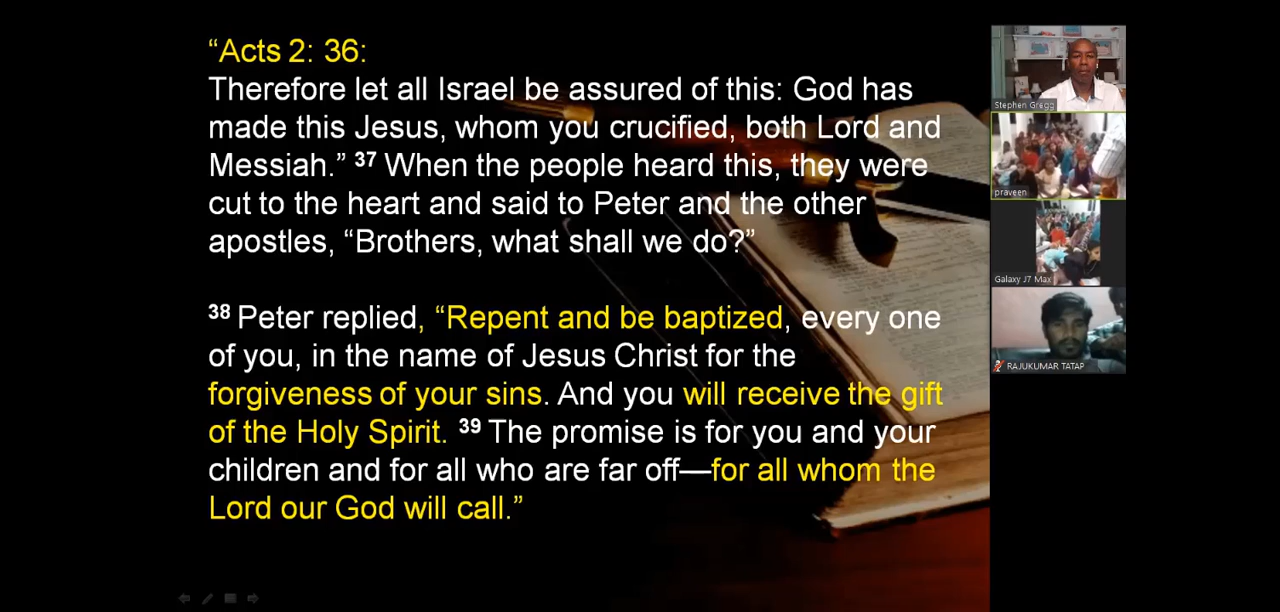 “Acts 2: 36:
Therefore let all Israel be assured of this: God has
made this Jesus, whom you crucified, both Lord and
Messiah.” 37 When the people heard this, they were
cut to the heart and said to Peter and the other
apostles, “Brothers, what shall we do?”
38 Peter replied, “Repent and be baptized, every one
of you, in the name of Jesus Christ for the
forgiveness of your sins. And you will receive the gift
of the Holy Spirit. 39 The promise is for you and your
children and for all who are far off—for all whom the
Lord our God will call.”
Stephen Gregg
praveen
Galaxy J7 Max
RAJUKUMAR TATAP